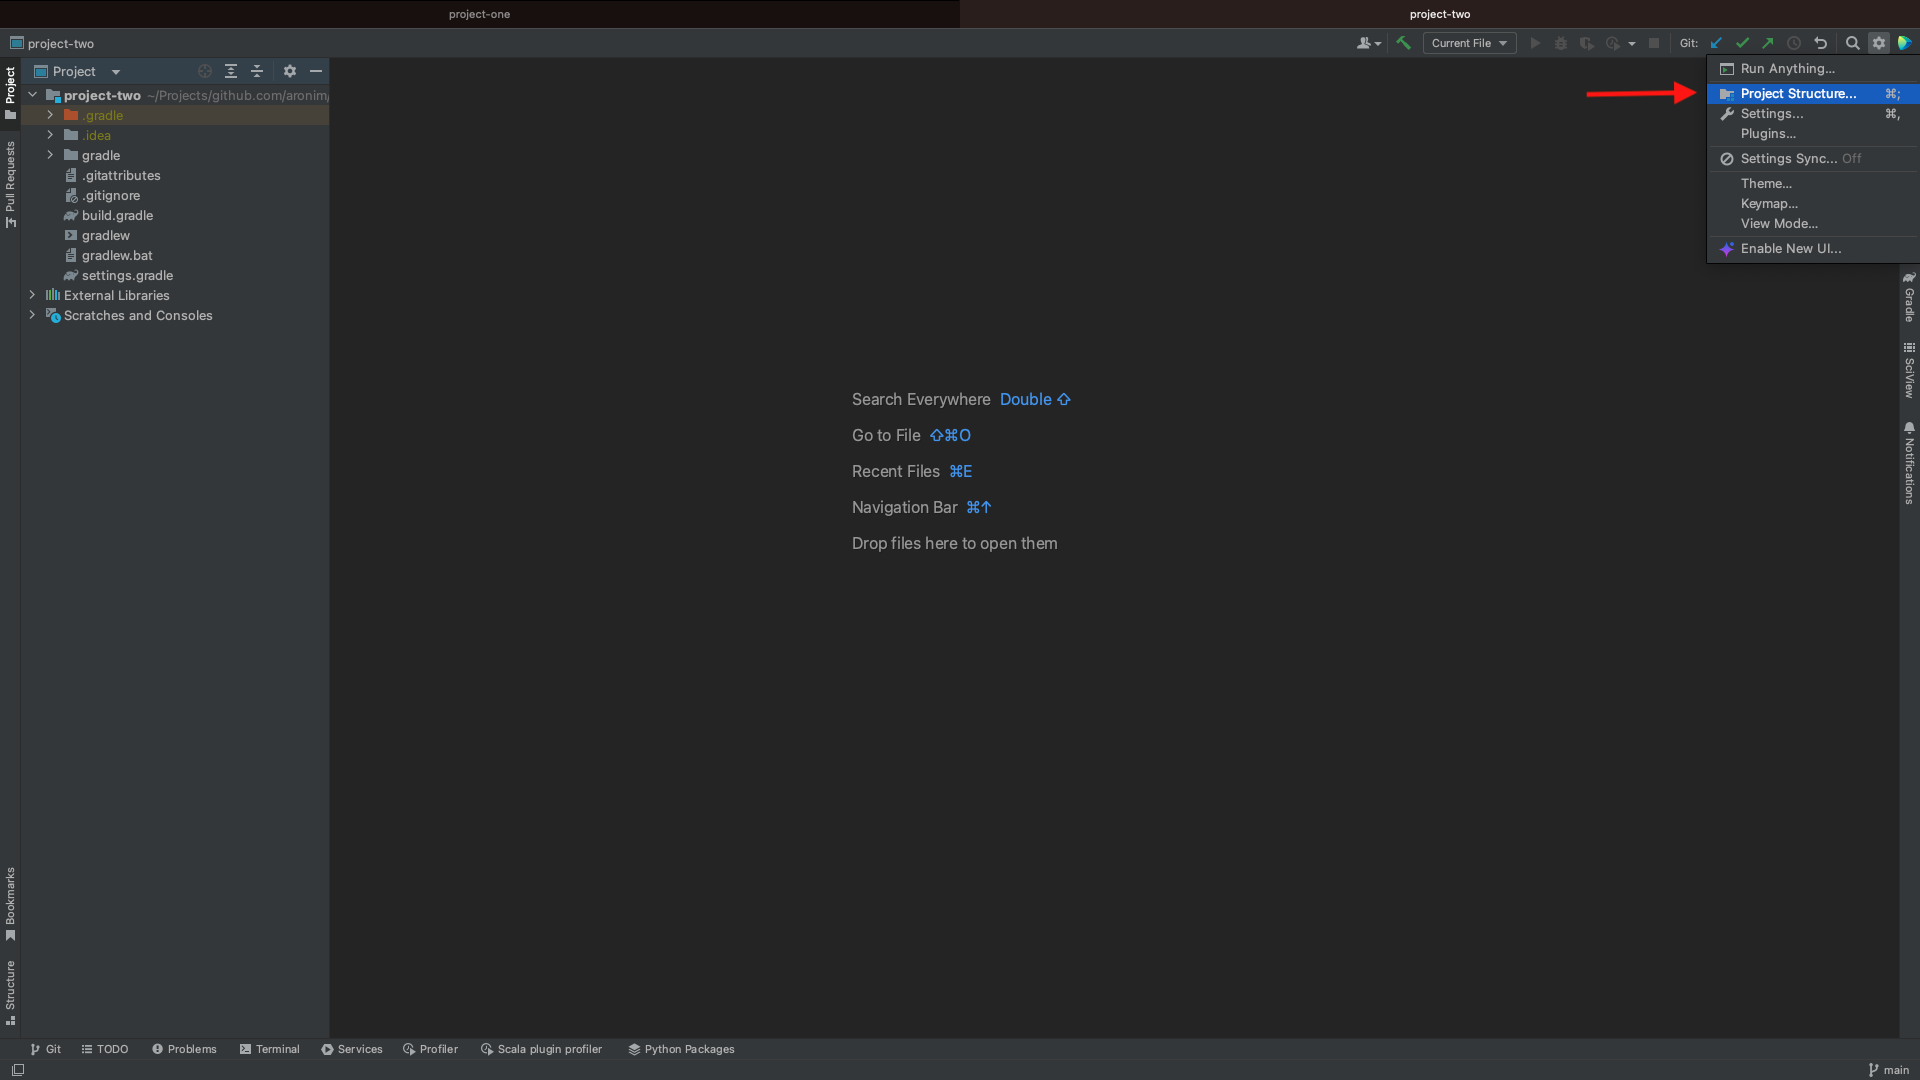 project-one
project-two
project-two
Current File
Git:
Project
project-two ~/Projects/github.com/aronim/
.gradle
.idea
gradle
.gitattributes
.gitignore
build.gradle
gradlew
gradlew.bat
settings.gradle
External Libraries
Scratches and Consoles
Project
Pull Requests
Bookmarks
Structure
Run Anything...
Project Structure... ⌘;
Settings... ⌘,
Plugins...
Settings Sync... Off
Theme...
Keymap...
View Mode...
Enable New UI...
Gradle
SciView
Notifications
Search Everywhere Double ⇧
Go to File ⇧⌘O
Recent Files ⌘E
Navigation Bar ⌘↑
Drop files here to open them
Git
TODO
Problems
Terminal
Services
Profiler
Scala plugin profiler
Python Packages
main